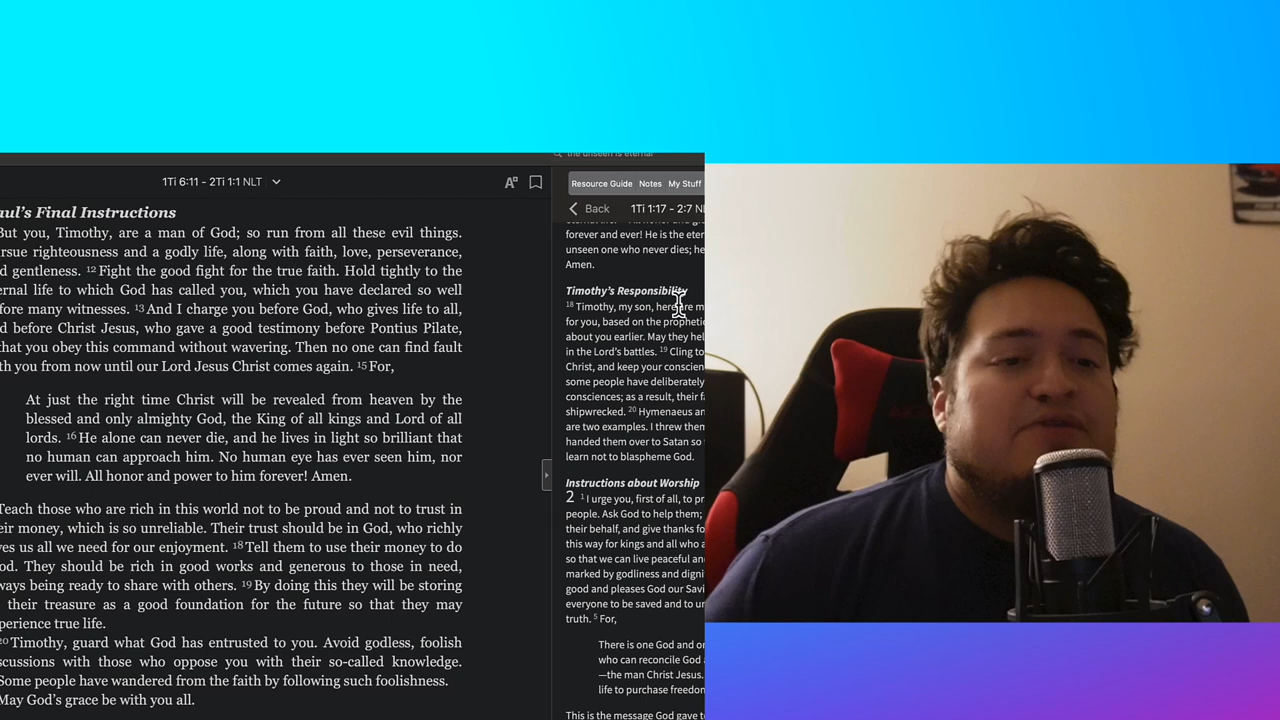 1Ti 6:11 - 2Ti 1:1 NLT
aul's Final Instructions
But you, Timothy, are a man of God; so run from all these evil things.
rsue righteousness and a godly life, along with faith, love, perseverance,
d gentleness. 12 Fight the good fight for the true faith. Hold tightly to the
ernal life to which God has called you, which you have declared so well
fore many witnesses. 13 And I charge you before God, who gives life to all,
d before Christ Jesus, who gave a good testimony before Pontius Pilate,
that you obey this command without wavering. Then no one can find fault
th you from now until our Lord Jesus Christ comes again. 15 For,
At just the right time Christ will be revealed from heaven by the
blessed and only almighty God, the King of all kings and Lord of all
lords. 16 He alone can never die, and he lives in light so brilliant that
no human can approach him. No human eye has ever seen him, nor
ever will. All honor and power to him forever! Amen.
Teach those who are rich in this world not to be proud and not to trust in
eir money, which is so unreliable. Their trust should be in God, who richly
ves us all we need for our enjoyment. 18 Tell them to use their money to do
od. They should be rich in good works and generous to those in need,
ways being ready to share with others. 19 By doing this they will be storing
their treasure as a good foundation for the future so that they may
perience true life.
20 Timothy, guard what God has entrusted to you. Avoid godless, foolish
scussions with those who oppose you with their so-called knowledge.
Some people have wandered from the faith by following such foolishness.
May God's grace be with you all.
the unseen is eternal
Resource Guide Notes My Stuff
Back 1Ti 1:17 - 2:7 NL
forever and ever! He is the eter
unseen one who never dies; he
Amen.
Timothy's Responsibility
18 Timothy, my son, here are m
for you, based on the prophetic
about you earlier. May they hel
in the Lord's battles. 19 Cling to
Christ, and keep your conscien
some people have deliberately
consciences; as a result, their fa
shipwrecked. 20 Hymenaeus an
are two examples. I threw them
handed them over to Satan so
learn not to blaspheme God.
Instructions about Worship
2 1 I urge you, first of all, to pr
people. Ask God to help them;
their behalf, and give thanks fo
this way for kings and all who a
so that we can live peaceful an
marked by godliness and digni
good and pleases God our Savi
everyone to be saved and to un
truth. 5 For,
There is one God and or
who can reconcile God a
—the man Christ Jesus.
life to purchase freedom
This is the message God gave t